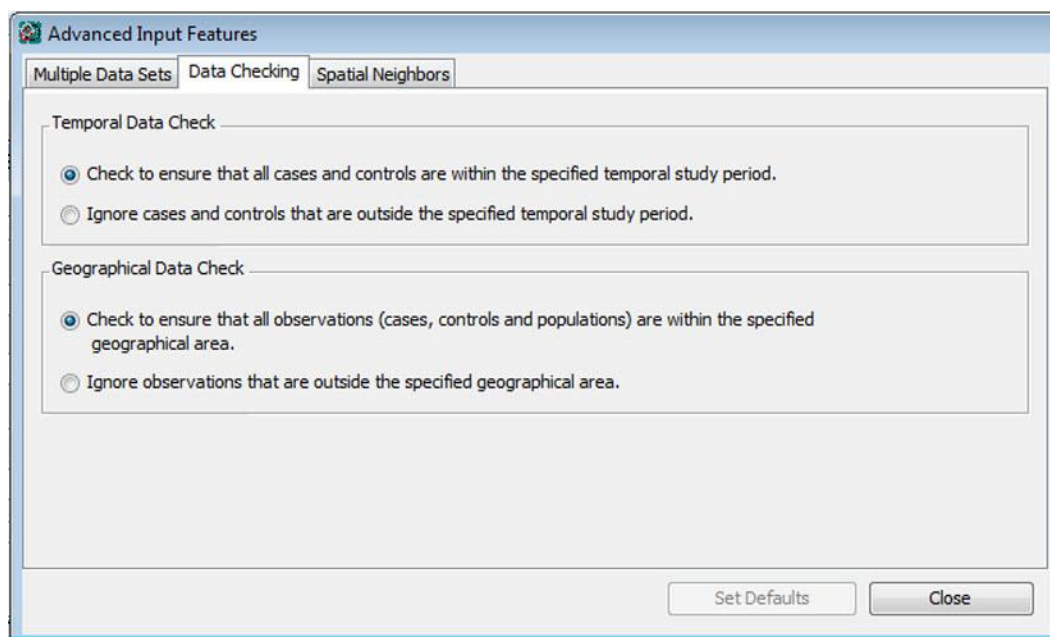 Advanced Input Features
Multiple Data Sets
Data Checking
Spatial Neighbors
Temporal Data Check
Check to ensure that all cases and controls are within the specified temporal study period.
Ignore cases and controls that are outside the specified temporal study period.
Geographical Data Check
Check to ensure that all observations (cases, controls and populations) are within the specified
geographical area.
Ignore observations that are outside the specified geographical area.
Set Defaults
Close